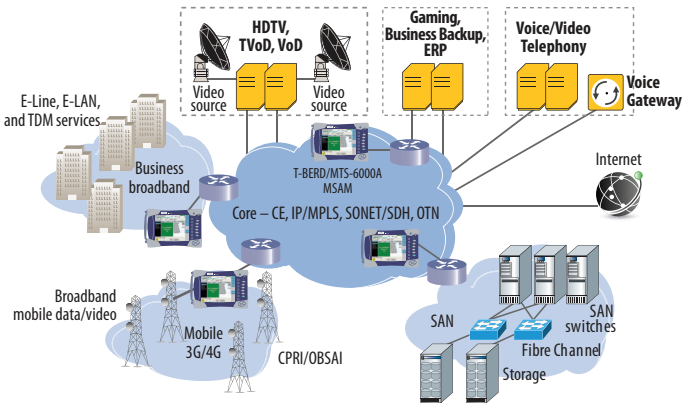 HDTV,
TVoD, VoD
Video
source
Video
source
Gaming,
Business Backup,
ERP
Voice/Video
Telephony
Voice
Gateway
E-Line, E-LAN,
and TDM services
Business
broadband
T-BERD/MTS-6000A
MSAM
Internet
Core – CE, IP/MPLS, SONET/SDH, OTN
Broadband
mobile data/video
Mobile
3G/4G
CPRI/OBSAI
SAN
SAN
switches
Fibre Channel
Storage